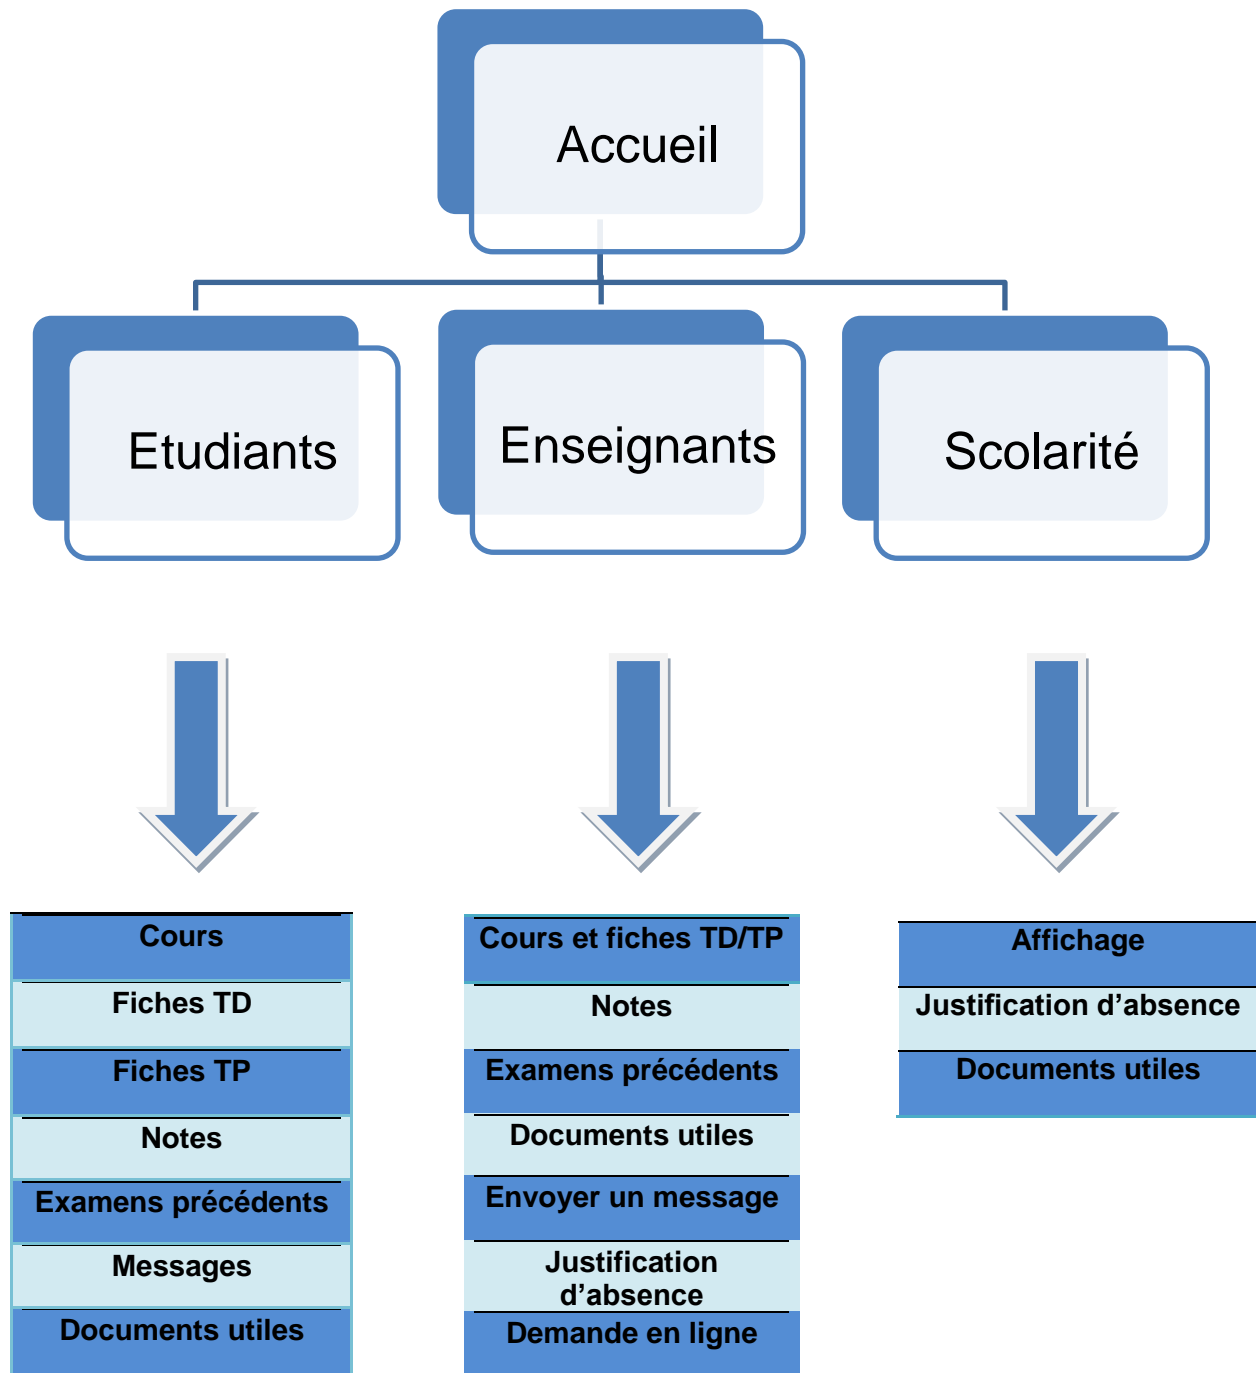 Accueil
Etudiants
Enseignants
Scolarité
Cours
Fiches TD
Fiches TP
Notes
Examens précédents
Messages
Documents utiles
Cours et fiches TD/TP
Notes
Examens précédents
Documents utiles
Envoyer un message
Justification
d’absence
Demande en ligne
Affichage
Justification d’absence
Documents utiles